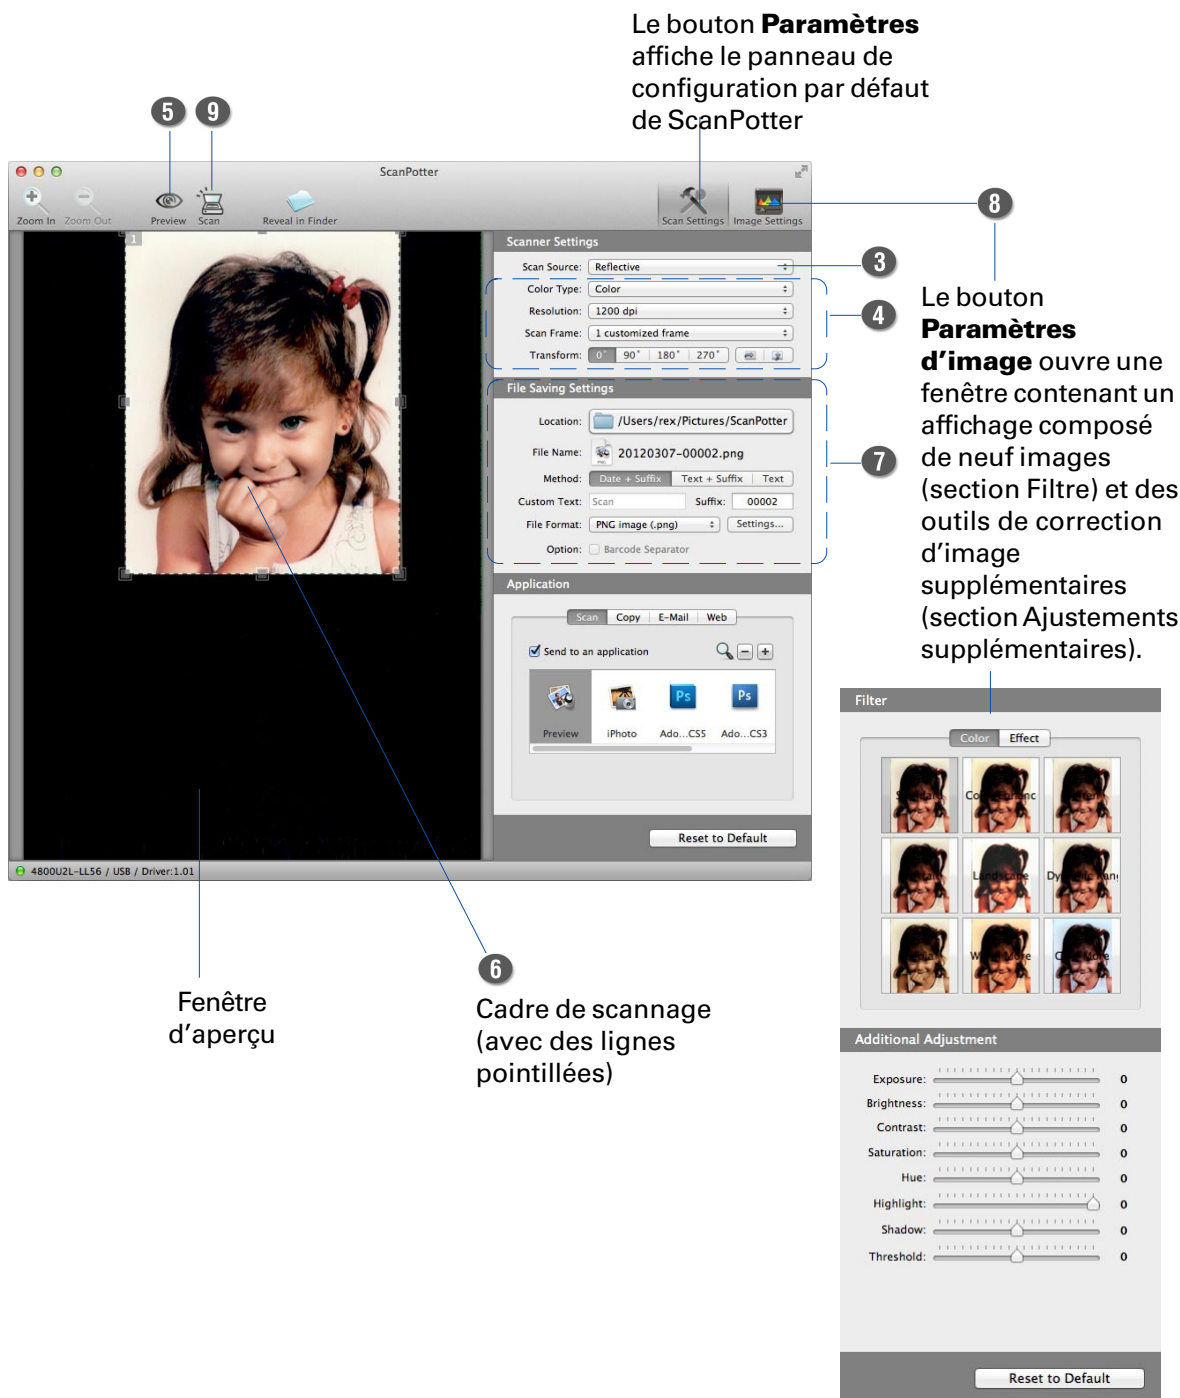 Le bouton Paramètres
affiche le panneau de
configuration par défaut
de ScanPotter
5 9
ScanPotter
Zoom In Zoom Out Preview Scan Reveal in Finder Scan Settings Image Settings
8
1
Scanner Settings
Scan Source: Reflective
3
Color Type: Color
Resolution: 1200 dpi
4
Scan Frame: 1 customized frame
Transform: 0° 90° 180° 270°
File Saving Settings
Location: /Users/rex/Pictures/ScanPotter
File Name: 20120307-00002.png
7
Method: Date + Suffix Text + Suffix Text
Custom Text: Scan Suffix: 00002
File Format: PNG image (.png) Settings...
Option: Barcode Separator
Application
Scan Copy E-Mail Web
Send to an application
Ps Ps
Preview iPhoto Ado...CS5 Ado...CS3
Reset to Default
4800U2L-LL56 / USB / Driver:1.01
Le bouton
Paramètres
d’image ouvre une
fenêtre contenant un
affichage composé
de neuf images
(section Filtre) et des
outils de correction
d’image
supplémentaires
(section Ajustements
supplémentaires).
Fenêtre
d’aperçu
6
Cadre de scannage
(avec des lignes
pointillées)
Filter
Color Effect
Landscape
Additional Adjustment
Exposure: 0
Brightness: 0
Contrast: 0
Saturation: 0
Hue: 0
Highlight: 0
Shadow: 0
Threshold: 0
Reset to Default